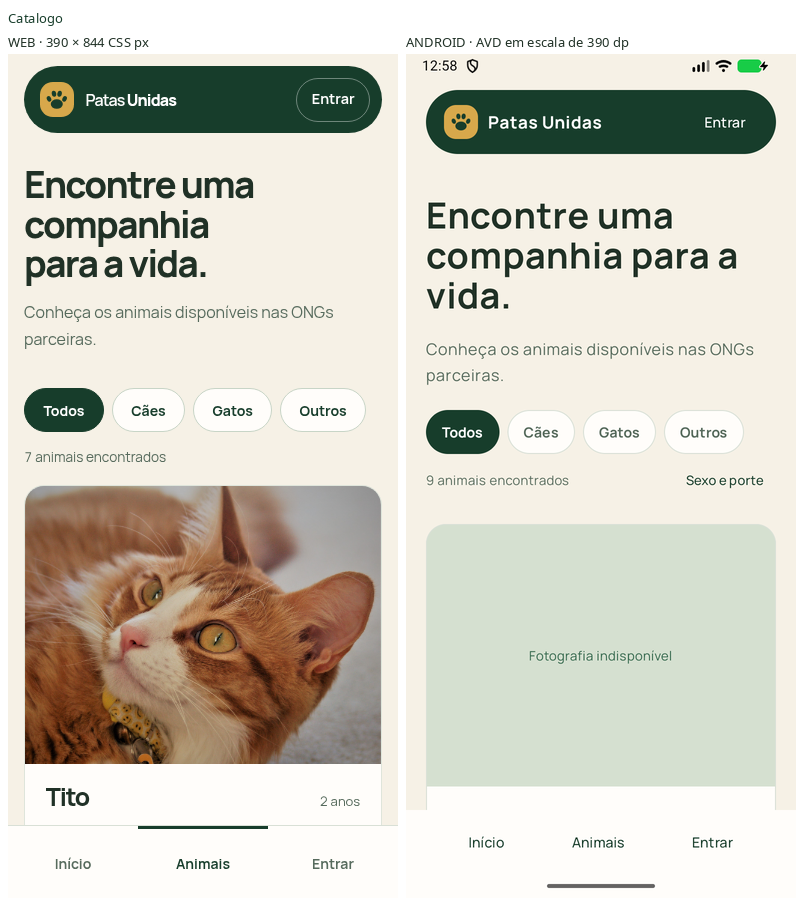 Catalogo
WEB · 390 × 844 CSS px
Patas Unidas
Entrar
Encontre uma
companhia
para a vida.
Conheça os animais disponíveis nas ONGs
parceiras.
Todos
Cães
Gatos
Outros
7 animais encontrados
Tito
2 anos
Início
Animais
Entrar
ANDROID · AVD em escala de 390 dp
12:58
Patas Unidas
Entrar
Encontre uma
companhia para a
vida.
Conheça os animais disponíveis nas ONGs
parceiras.
Todos
Cães
Gatos
Outros
9 animais encontrados
Sexo e porte
Fotografia indisponível
Início
Animais
Entrar